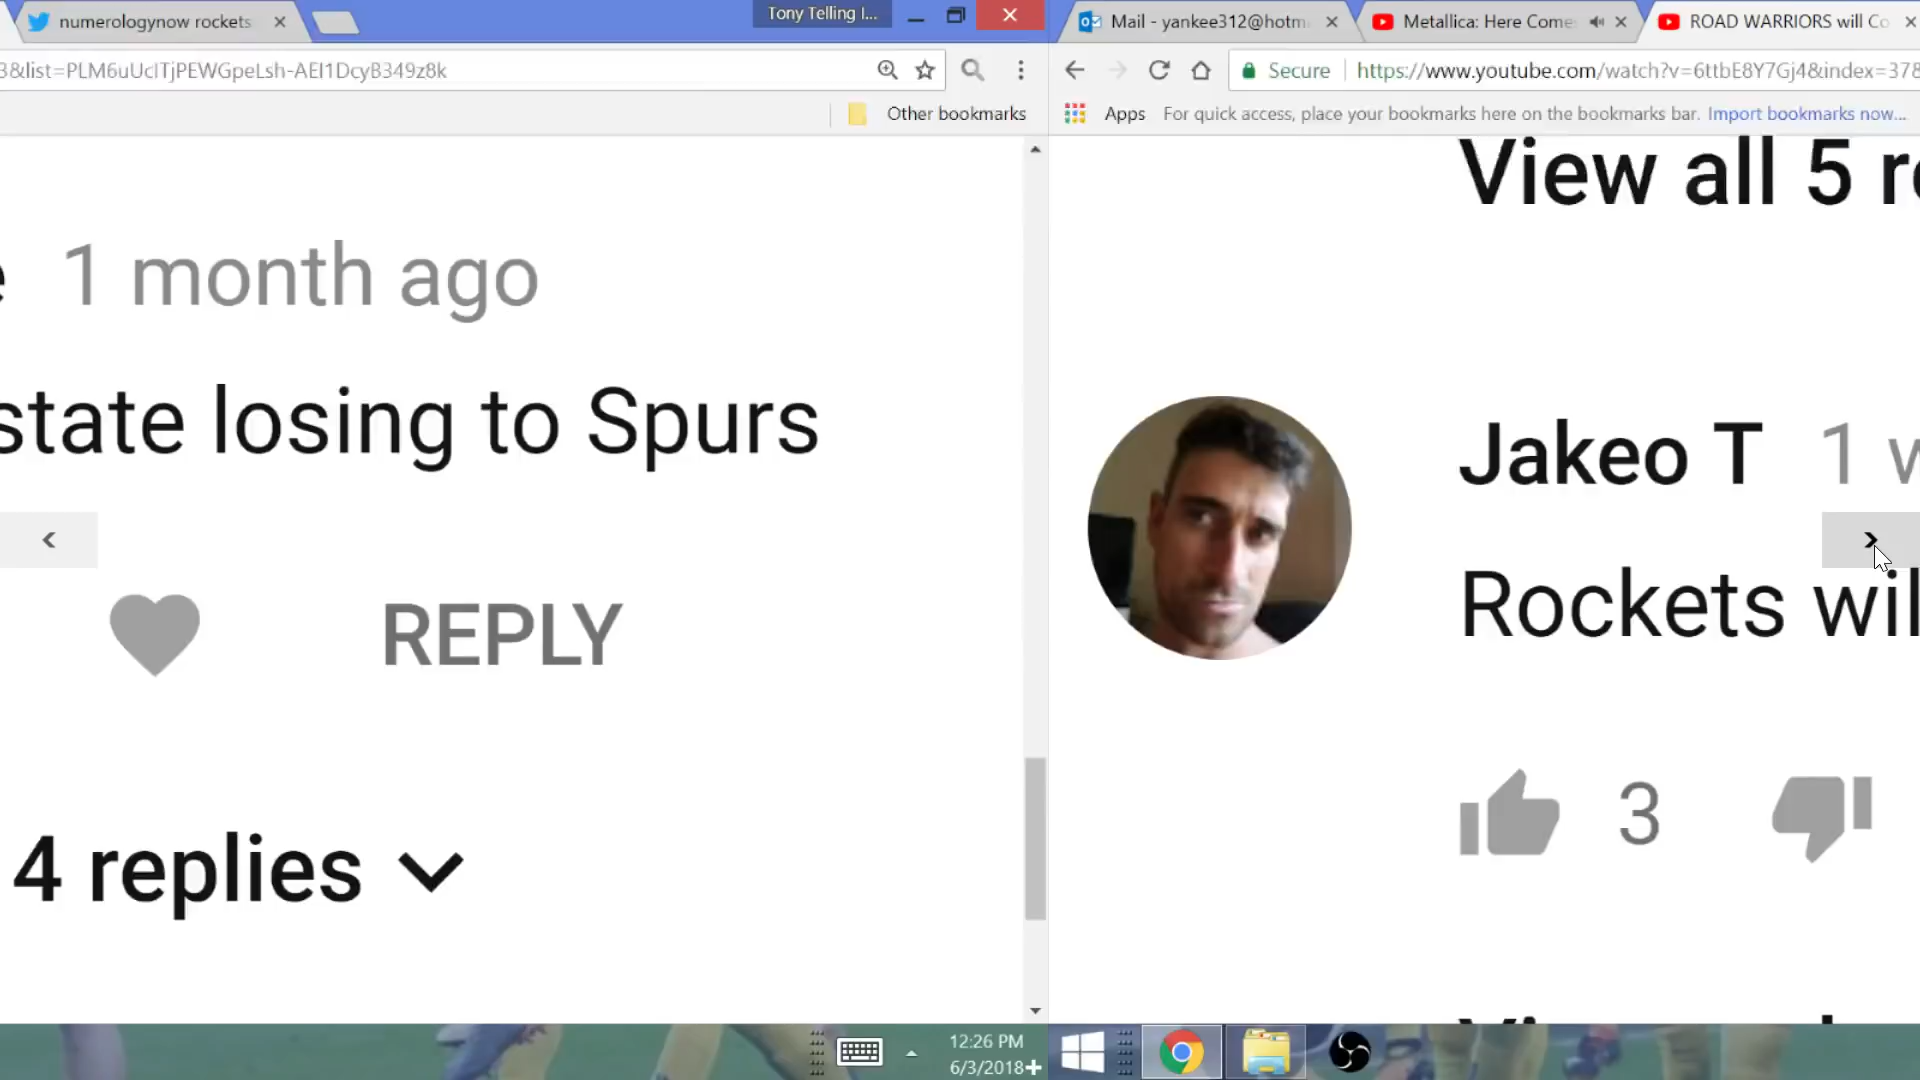 numerologynow rockets
Tony Telling I...
3&list=PLM6uUcITjPEWGpeLsh-AEI1DcyB349z8k
Other bookmarks
1 month ago
state losing to Spurs
REPLY
4 replies
12:26 PM
6/3/2018
Mail - yankee312@hotm
Metallica: Here Come
ROAD WARRIORS will Co
Secure
https://www.youtube.com/watch?v=6ttbE8Y7Gj4&index=378
Apps
For quick access, place your bookmarks here on the bookmarks bar. Import bookmarks now...
View all 5 re
Jakeo T 1 w
Rockets wil
3